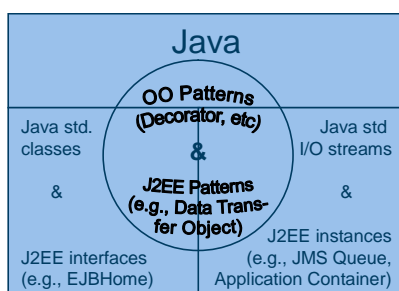 Java
OO Patterns
(Decorator, etc)
&
J2EE Patterns
(e.g., Data Trans-
fer Object)
Java std.
classes
&
J2EE interfaces
(e.g., EJBHome)
Java std
I/O streams
&
J2EE instances
(e.g., JMS Queue,
Application Container)